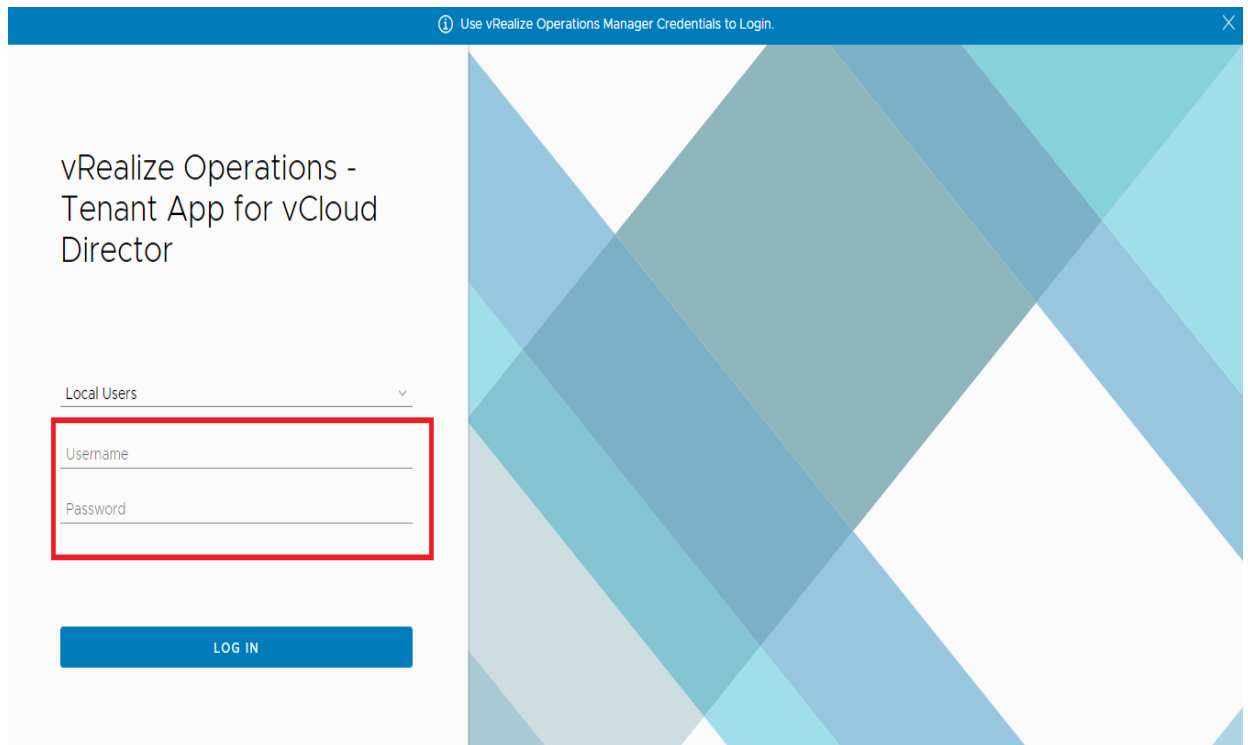 Use vRealize Operations Manager Credentials to Login.
vRealize Operations -
Tenant App for vCloud
Director
Local Users
Username
Password
LOG IN